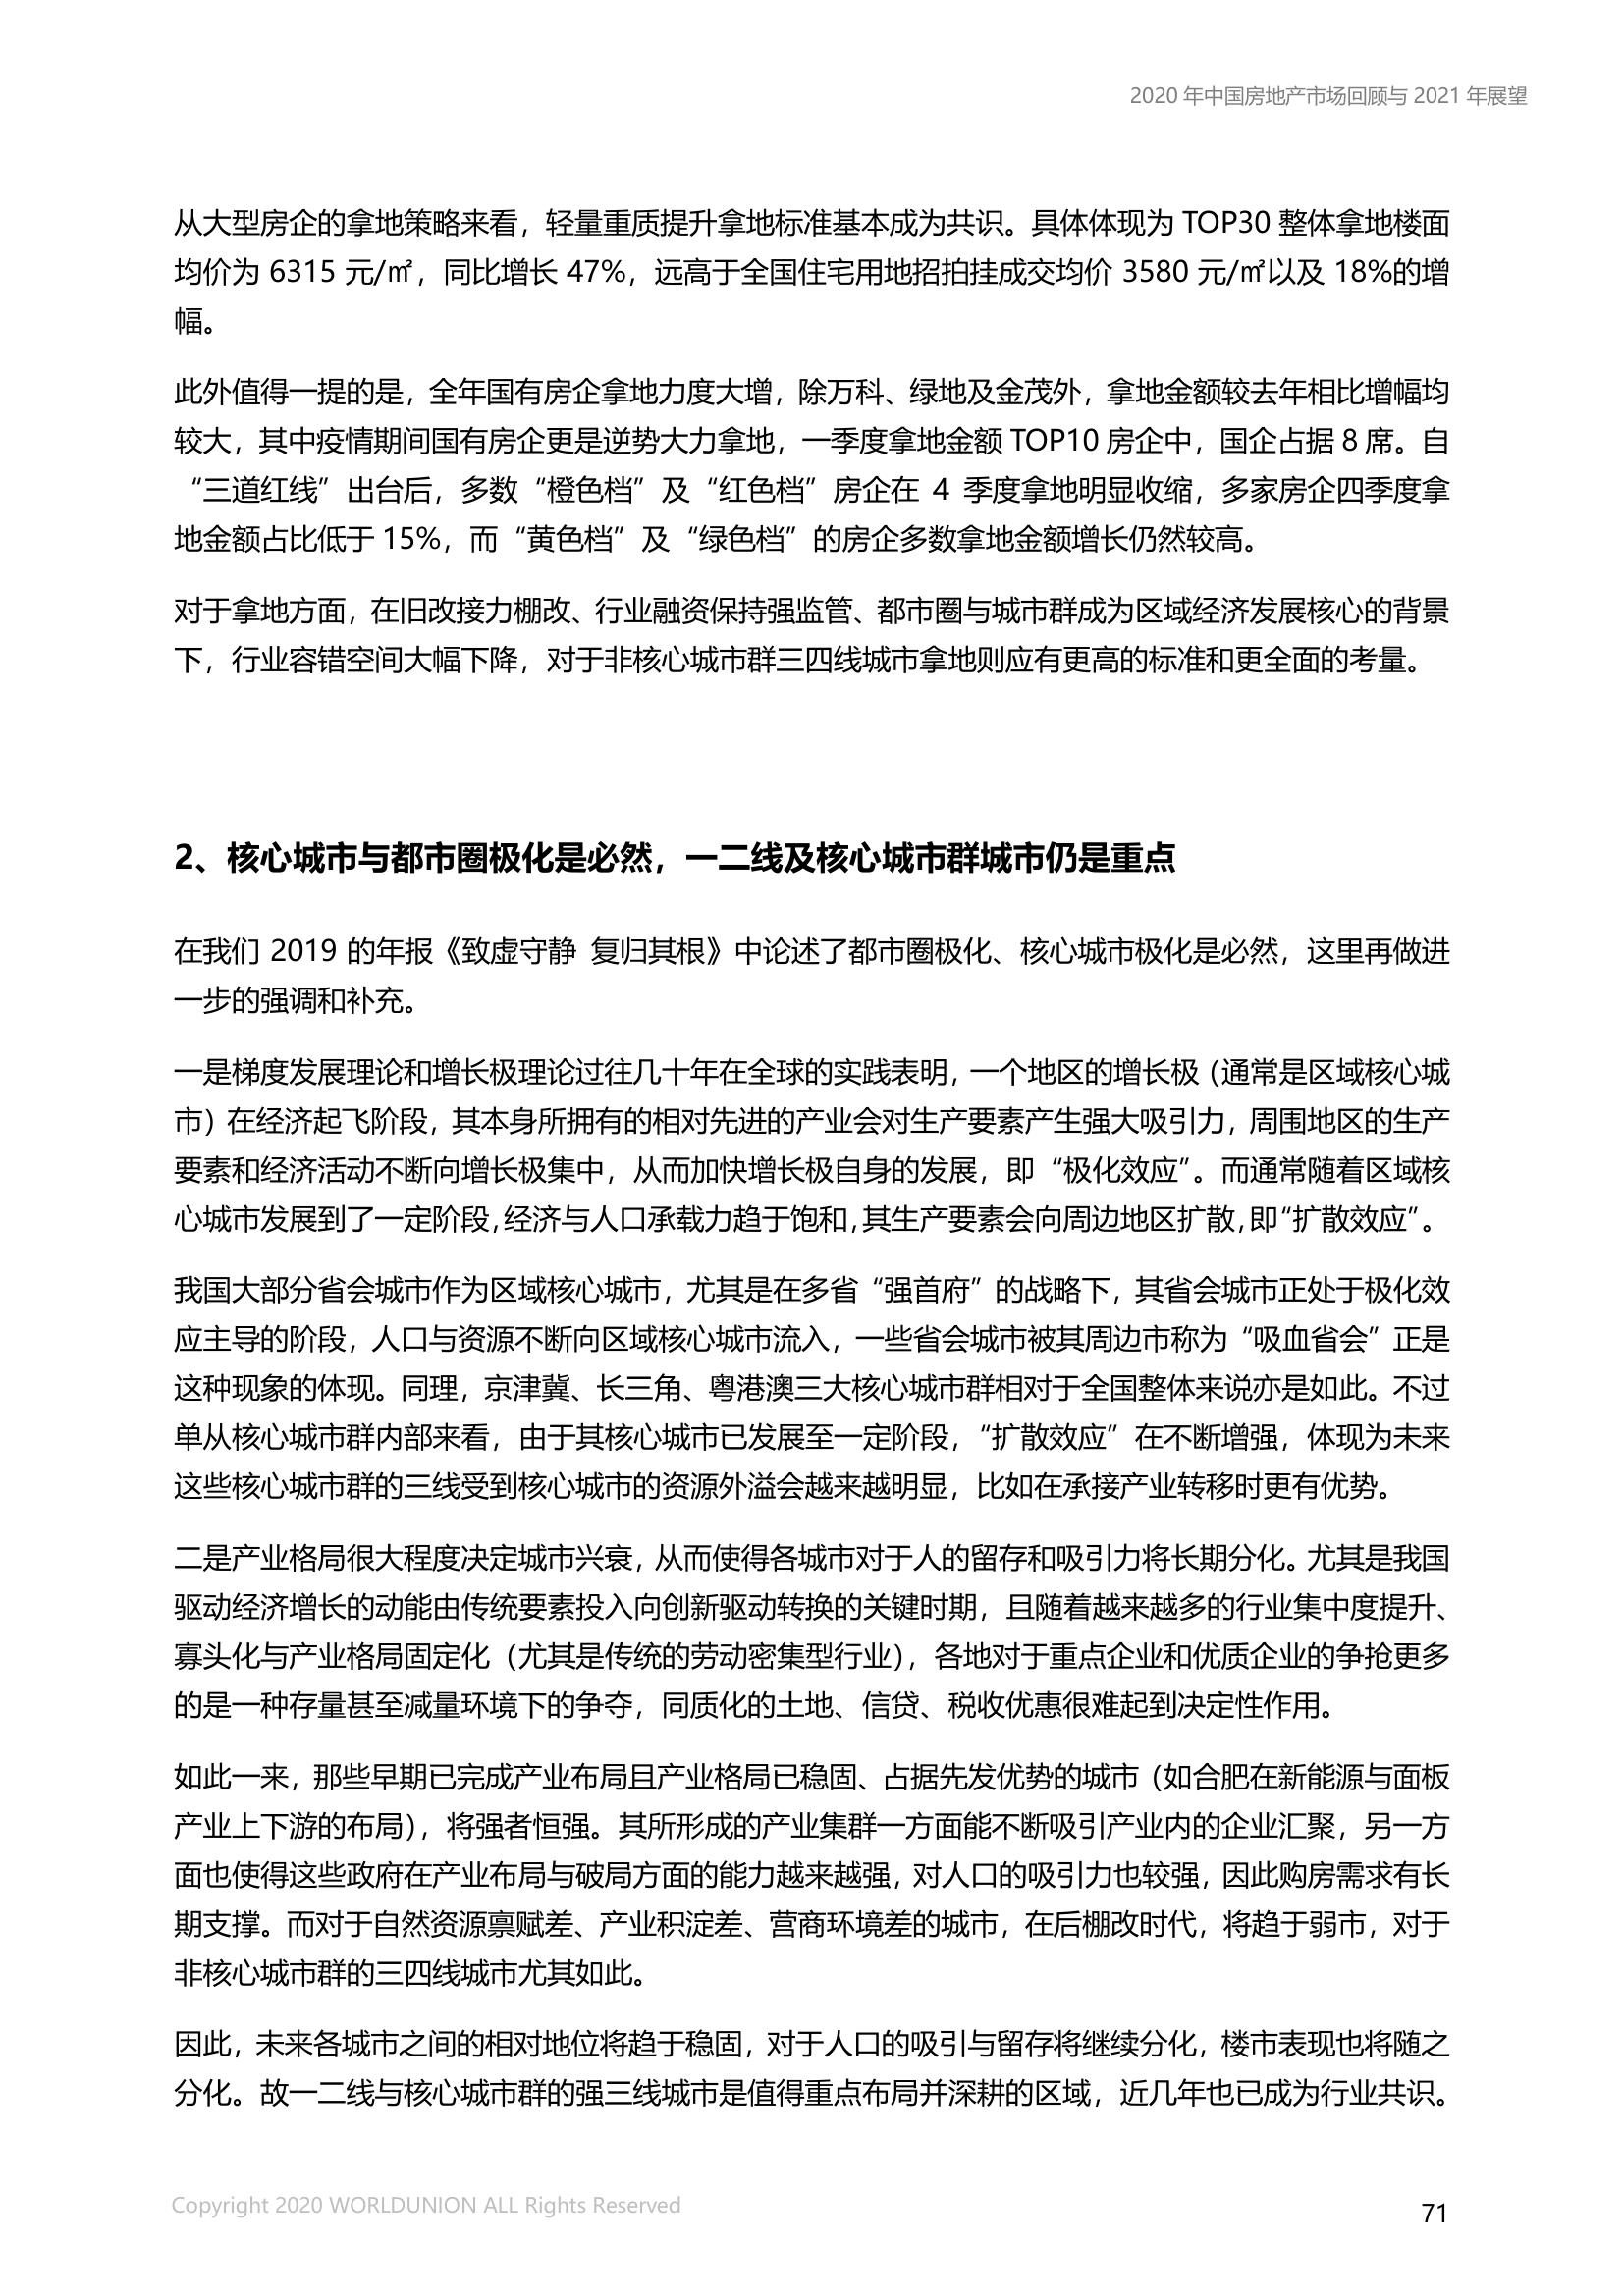 2020 年中国房地产市场回顾与 2021 年展望
从大型房企的拿地策略来看，轻量重质提升拿地标准基本成为共识。具体体现为 TOP30 整体拿地楼面
均价为 6315 元/㎡，同比增长 47%，远高于全国住宅用地招拍挂成交均价 3580 元/㎡以及 18%的增
幅。
此外值得一提的是，全年国有房企拿地力度大增，除万科、绿地及金茂外，拿地金额较去年相比增幅均
较大，其中疫情期间国有房企更是逆势大力拿地，一季度拿地金额 TOP10 房企中，国企占据 8 席。自
“三道红线”出台后，多数“橙色档”及“红色档”房企在 4 季度拿地明显收缩，多家房企四季度拿
地金额占比低于 15%，而“黄色档”及“绿色档”的房企多数拿地金额增长仍然较高。
对于拿地方面，在旧改接力棚改、行业融资保持强监管、都市圈与城市群成为区域经济发展核心的背景
下，行业容错空间大幅下降，对于非核心城市群三四线城市拿地则应有更高的标准和更全面的考量。
2、核心城市与都市圈极化是必然，一二线及核心城市群城市仍是重点
在我们 2019 的年报《致虚守静 复归其根》中论述了都市圈极化、核心城市极化是必然，这里再做进
一步的强调和补充。
一是梯度发展理论和增长极理论过往几十年在全球的实践表明，一个地区的增长极（通常是区域核心城
市）在经济起飞阶段，其本身所拥有的相对先进的产业会对生产要素产生强大吸引力，周围地区的生产
要素和经济活动不断向增长极集中，从而加快增长极自身的发展，即“极化效应”。而通常随着区域核
心城市发展到了一定阶段，经济与人口承载力趋于饱和，其生产要素会向周边地区扩散，即“扩散效应”。
我国大部分省会城市作为区域核心城市，尤其是在多省“强首府”的战略下，其省会城市正处于极化效
应主导的阶段，人口与资源不断向区域核心城市流入，一些省会城市被其周边市称为“吸血省会”正是
这种现象的体现。同理，京津冀、长三角、粤港澳三大核心城市群相对于全国整体来说亦是如此。不过
单从核心城市群内部来看，由于其核心城市已发展至一定阶段，“扩散效应”在不断增强，体现为未来
这些核心城市群的三线受到核心城市的资源外溢会越来越明显，比如在承接产业转移时更有优势。
二是产业格局很大程度决定城市兴衰，从而使得各城市对于人的留存和吸引力将长期分化。尤其是我国
驱动经济增长的动能由传统要素投入向创新驱动转换的关键时期，且随着越来越多的行业集中度提升、
寡头化与产业格局固定化（尤其是传统的劳动密集型行业），各地对于重点企业和优质企业的争抢更多
的是一种存量甚至减量环境下的争夺，同质化的土地、信贷、税收优惠很难起到决定性作用。
如此一来，那些早期已完成产业布局且产业格局已稳固、占据先发优势的城市（如合肥在新能源与面板
产业上下游的布局），将强者恒强。其所形成的产业集群一方面能不断吸引产业内的企业汇聚，另一方
面也使得这些政府在产业布局与破局方面的能力越来越强，对人口的吸引力也较强，因此购房需求有长
期支撑。而对于自然资源禀赋差、产业积淀差、营商环境差的城市，在后棚改时代，将趋于弱市，对于
非核心城市群的三四线城市尤其如此。
因此，未来各城市之间的相对地位将趋于稳固，对于人口的吸引与留存将继续分化，楼市表现也将随之
分化。故一二线与核心城市群的强三线城市是值得重点布局并深耕的区域，近几年也已成为行业共识。
Copyright 2020 WORLDUNION ALL Rights Reserved
71